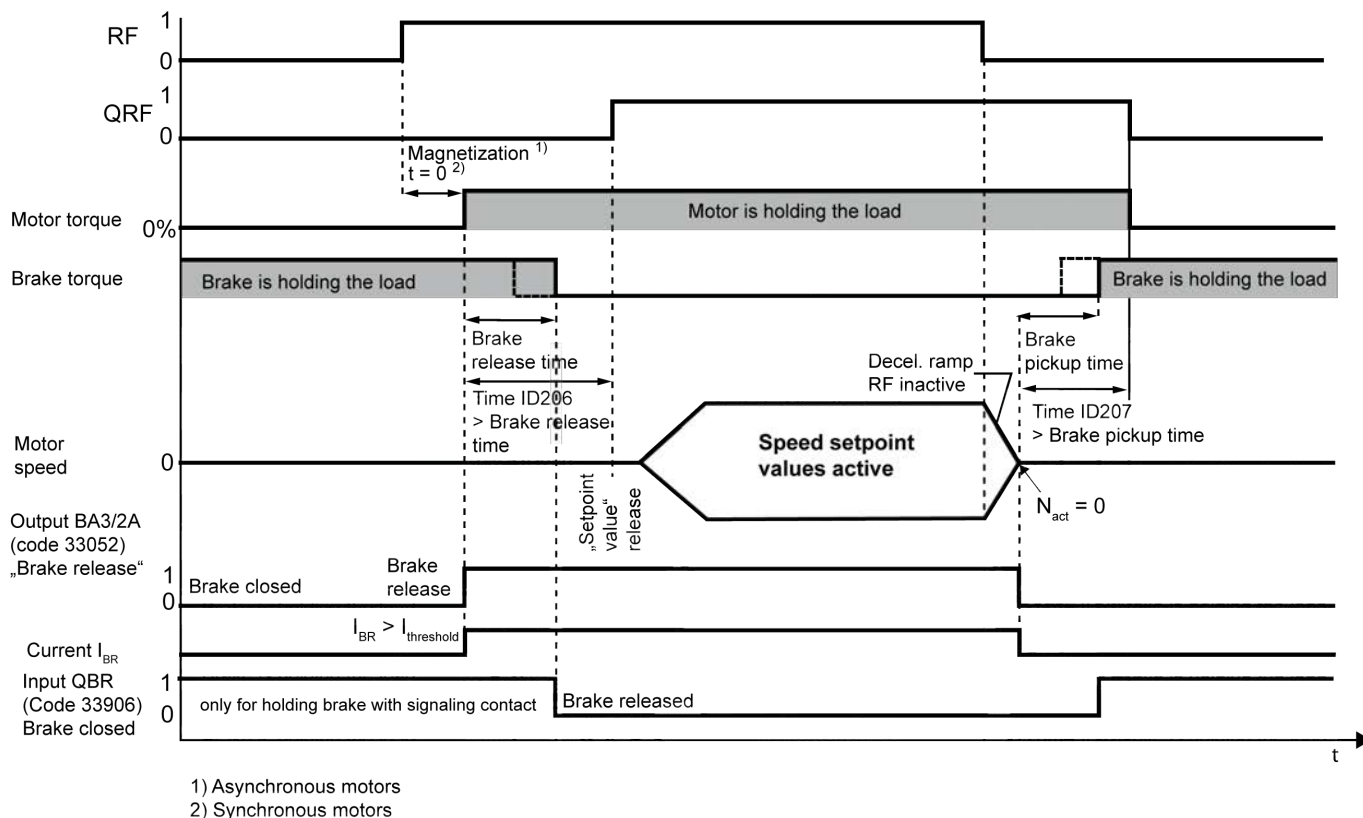 RF
1
0
QRF
1
0
Magnetization 1)
t = 0 2)
Motor torque
0%
Motor is holding the load
Brake torque
Brake is holding the load
Brake is holding the load
Brake
release time
Time ID206
> Brake release
time
Brake
pickup time
Time ID207
> Brake pickup time
Decel. ramp
RF inactive
Motor
speed
0
Speed setpoint
values active
„Setpoint
value“
release
Nact = 0
Output BA3/2A
(code 33052)
„Brake release“
1
0
Brake closed
Brake
release
IBR > Ithreshold
Current IBR
Input QBR
(Code 33906)
Brake closed
1
0
only for holding brake with signaling contact
Brake released
t
1) Asynchronous motors
2) Synchronous motors